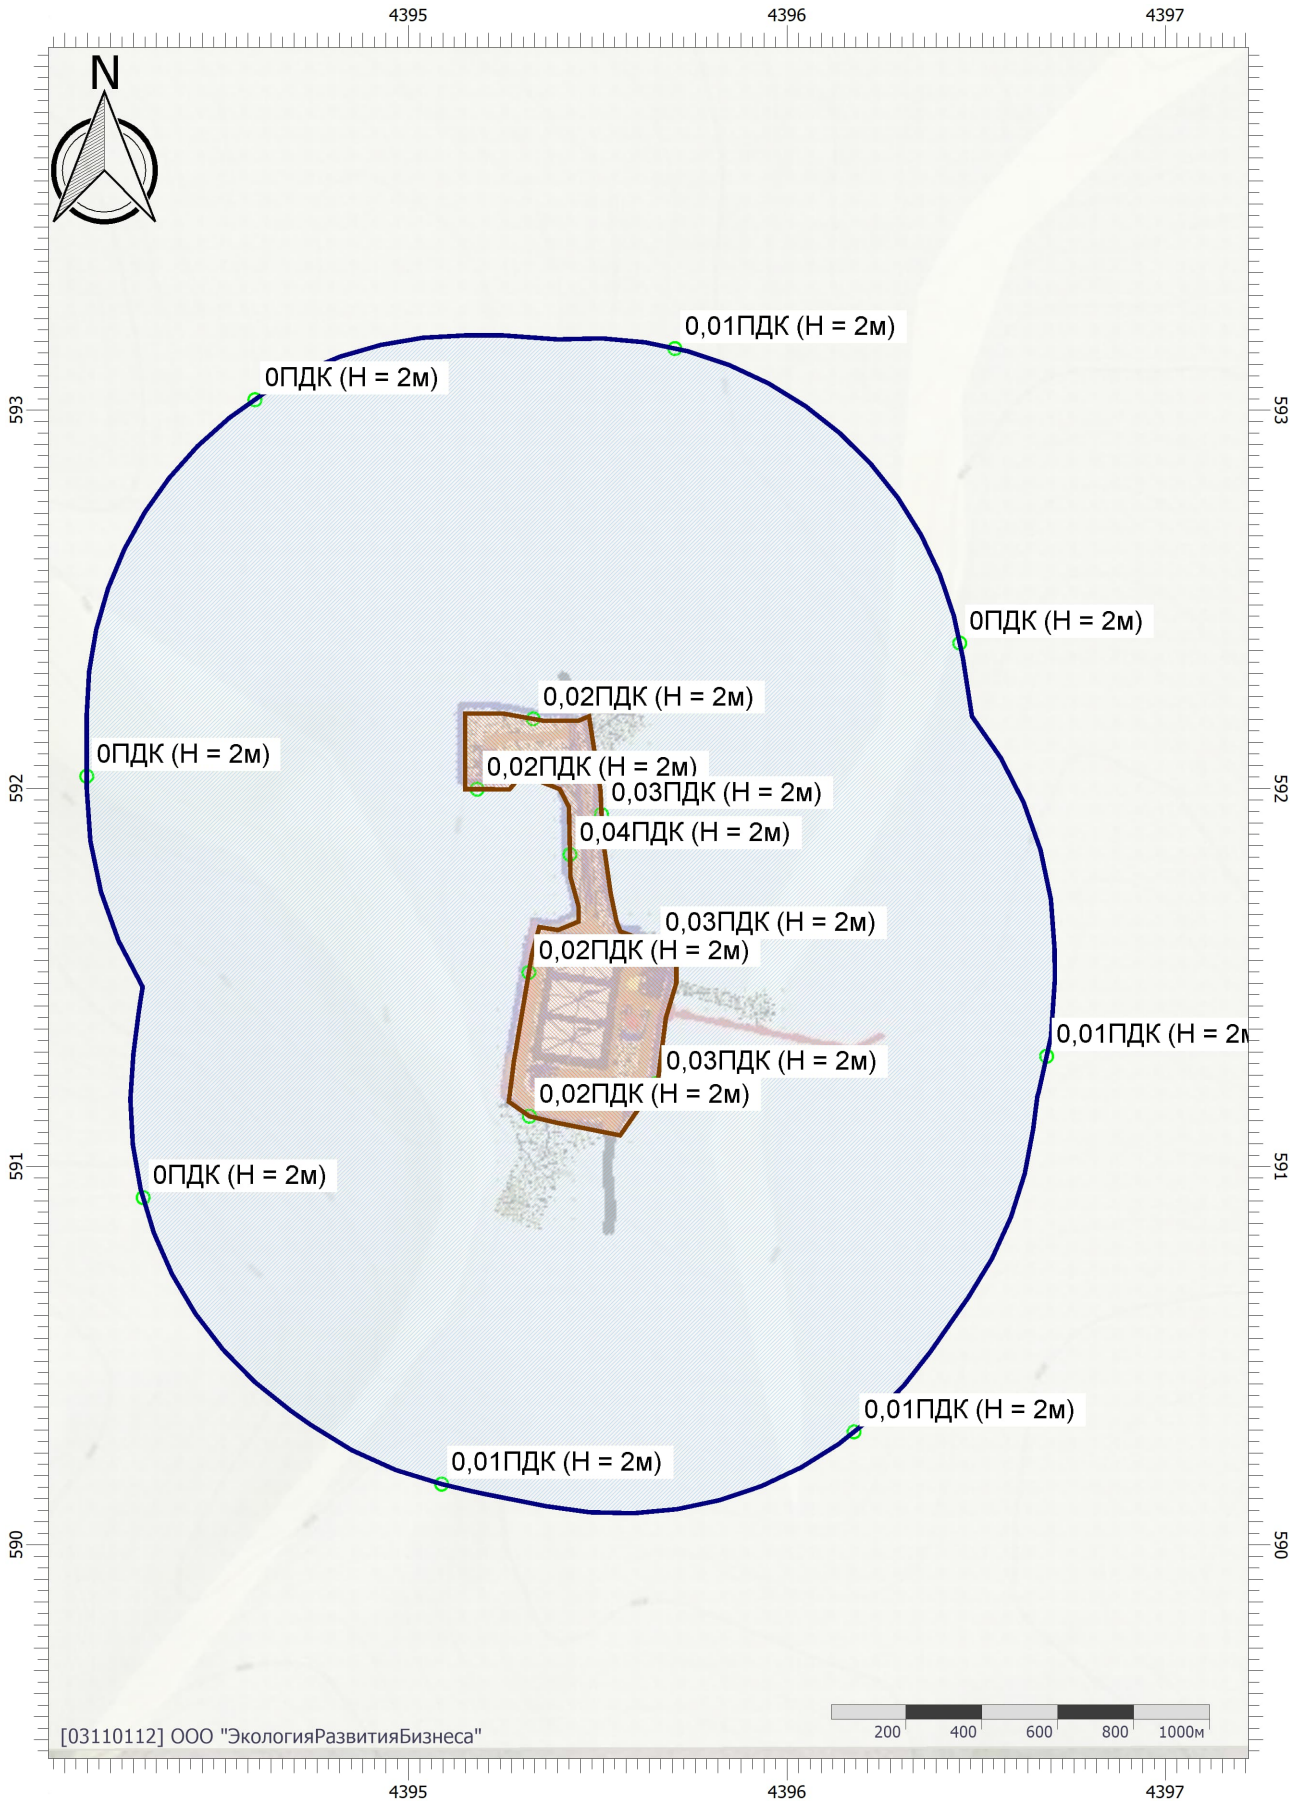 4395 4396 4397
N
0,01ПДК (Н = 2м)
0ПДК (Н = 2м)
593 593
0ПДК (Н = 2м)
0,02ПДК (Н = 2м)
0ПДК (Н = 2м)
0,02ПДК (Н = 2м)
592 592
0,03ПДК (Н = 2м)
0,04ПДК (Н = 2м)
0,03ПДК (Н = 2м)
0,02ПДК (Н = 2м)
0,01ПДК (Н = 2м
0,03ПДК (Н = 2м)
0,02ПДК (Н = 2м)
591 591
0ПДК (Н = 2м)
0,01ПДК (Н = 2м)
0,01ПДК (Н = 2м)
590 590
200 400 600 800 1000м
[03110112] ООО "ЭкологияРазвитияБизнеса"
4395 4396 4397